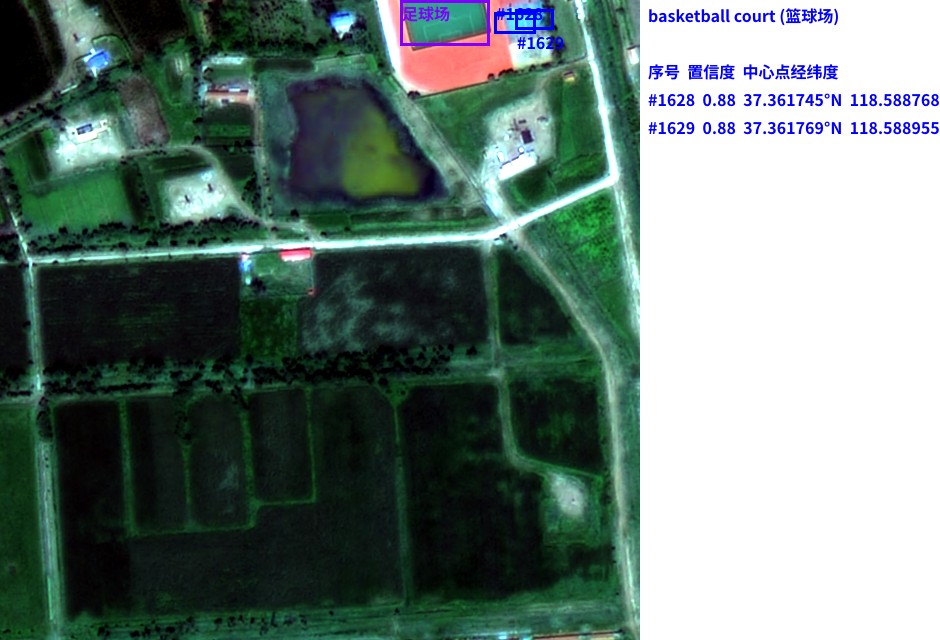 足球场
#1628
#1629
basketball court (篮球场)
序号 置信度 中心点经纬度
#1628 0.88 37.361745°N 118.588768
#1629 0.88 37.361769°N 118.588955